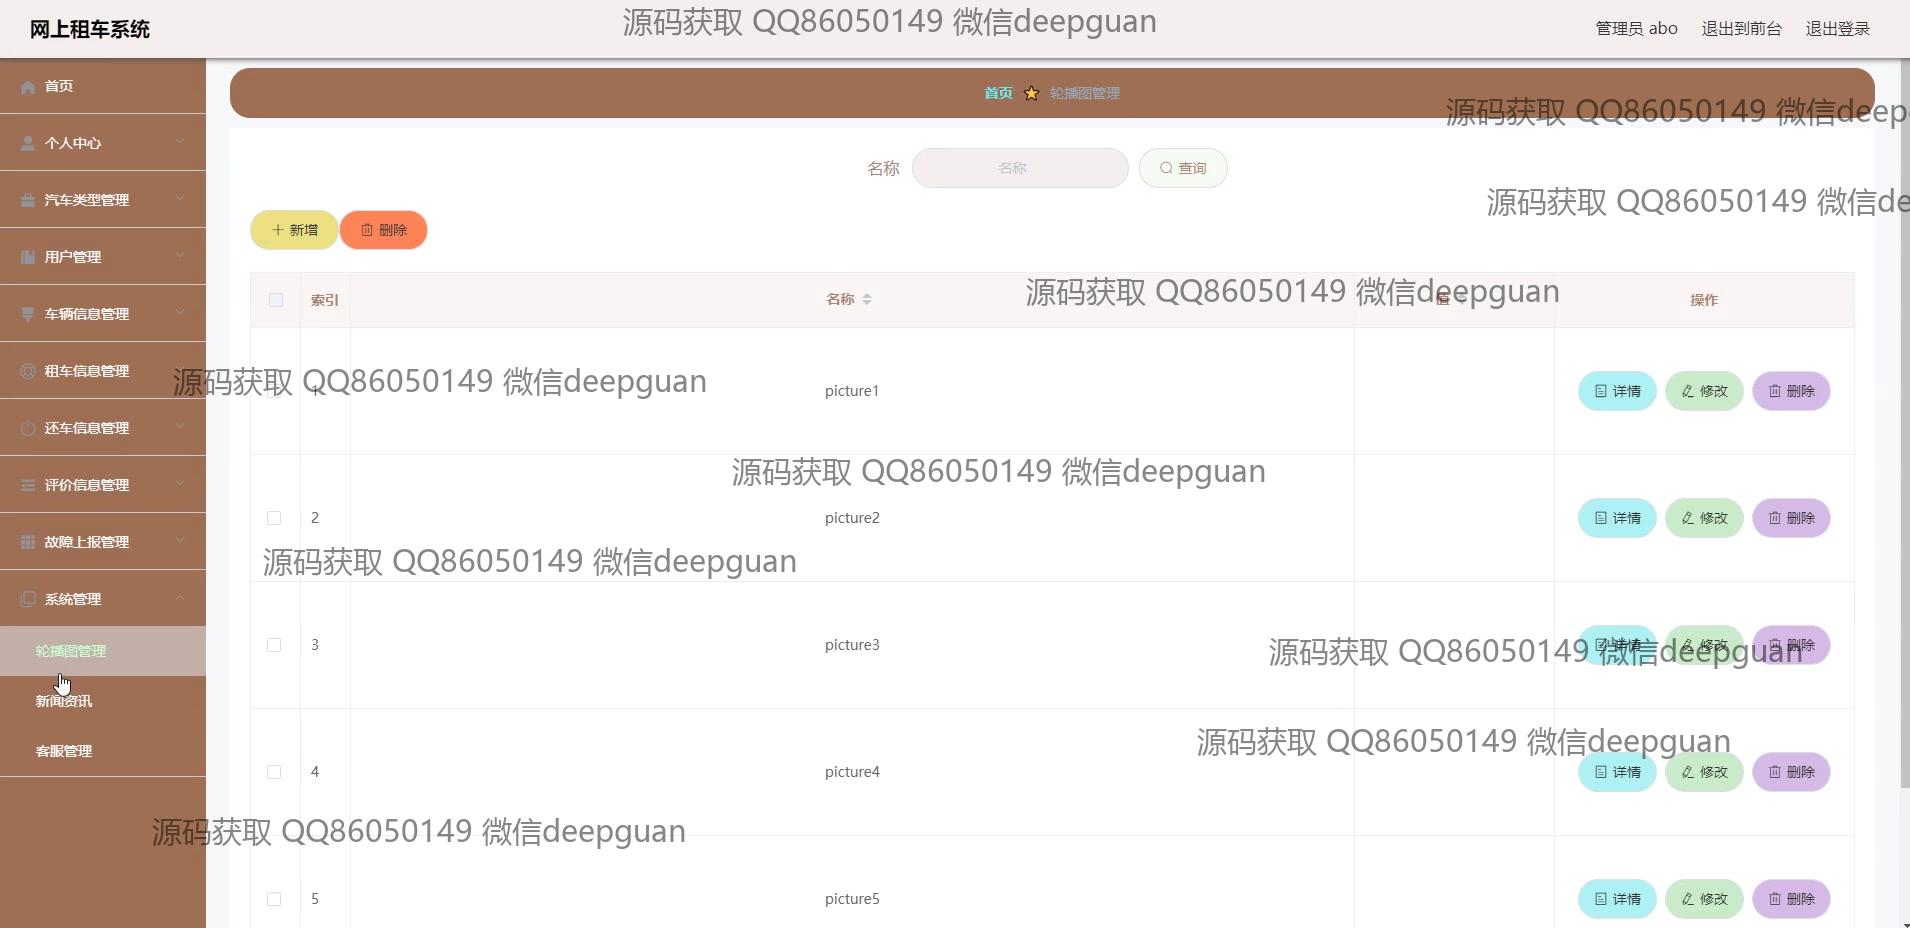 网上租车系统
源码获取 QQ86050149 微信deepguan
管理员 abo 退出到前台 退出登录
首页
个人中心
汽车类型管理
用户管理
车辆信息管理
租车信息管理
还车信息管理
评价信息管理
故障上报管理
系统管理
轮播图管理
新闻资讯
客服管理
首页 轮播图管理
源码获取 QQ86050149 微信deep
名称 名称 查询
源码获取 QQ86050149 微信de
新增 删除
源码获取 QQ86050149 微信deepguan
索引 名称 值 操作
源码获取 QQ86050149 微信deepguan
1 picture1 详情 修改 删除
源码获取 QQ86050149 微信deepguan
2 picture2 详情 修改 删除
源码获取 QQ86050149 微信deepguan
3 picture3 详情 修改 删除
源码获取 QQ86050149 微信deepguan
源码获取 QQ86050149 微信deepguan
4 picture4 详情 修改 删除
源码获取 QQ86050149 微信deepguan
5 picture5 详情 修改 删除